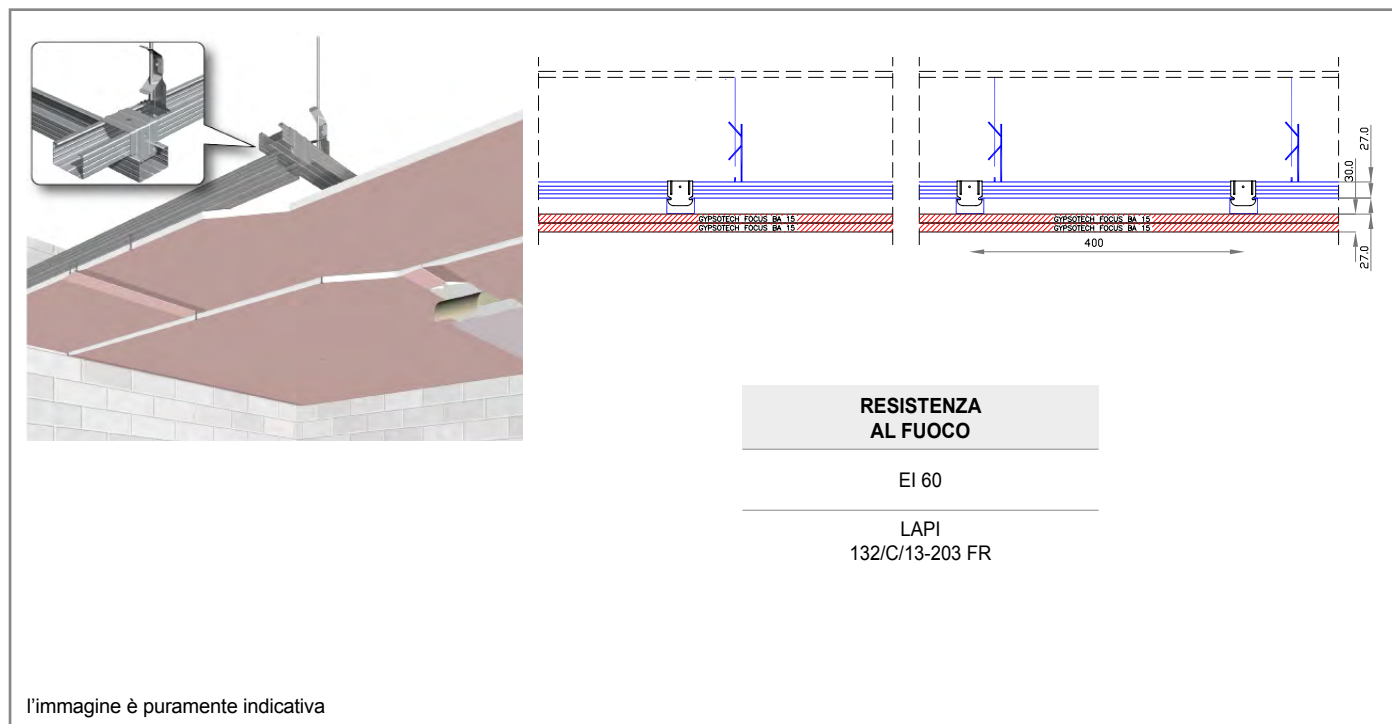 GYPSOTECH FOCUS BA 15
GYPSOTECH FOCUS BA 15
GYPSOTECH FOCUS BA 15
GYPSOTECH FOCUS BA 15
400
27.0
30.0
27.0
RESISTENZA
AL FUOCO
EI 60
LAPI
132/C/13-203 FR
l'immagine è puramente indicativa